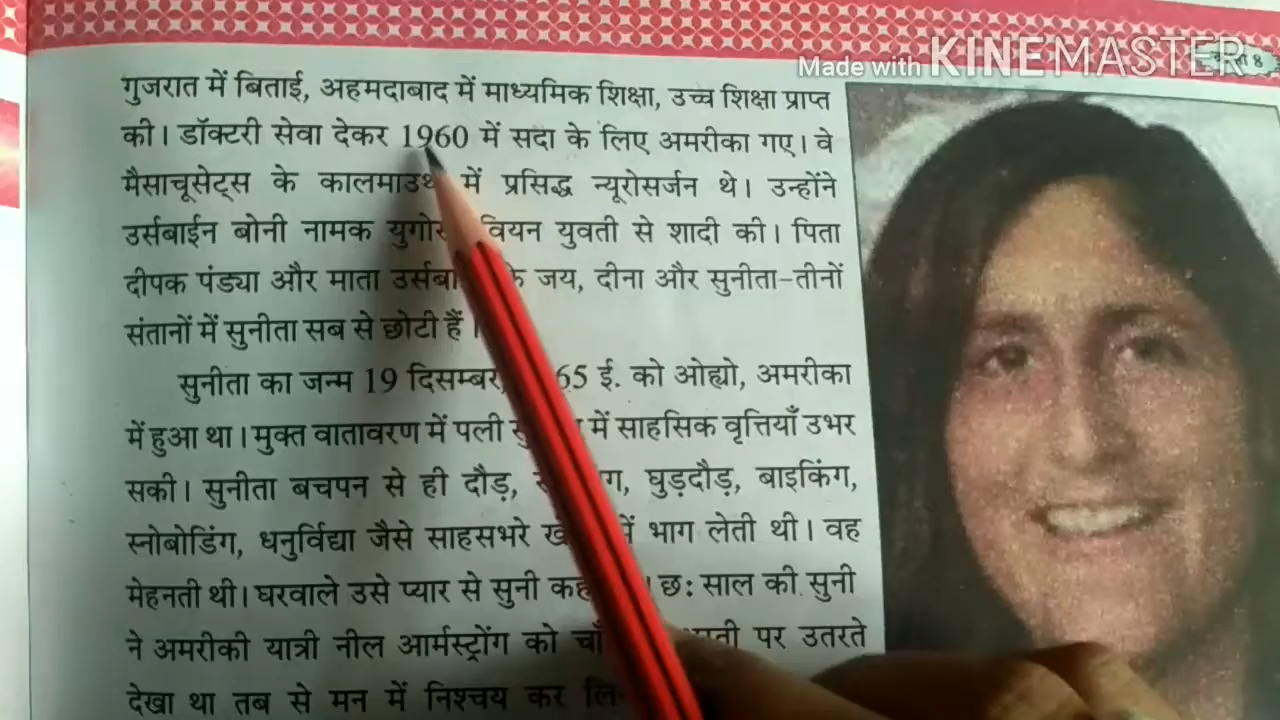 Made with KINEMASTER
8
गुजरात में बिताई, अहमदाबाद में माध्यमिक शिक्षा, उच्च शिक्षा प्राप्त
की। डॉक्टरी सेवा देकर 1960 में सदा के लिए अमरीका गए। वे
मैसाचूसेट्स के कालमाउथ में प्रसिद्ध न्यूरोसर्जन थे। उन्होंने
उर्सबाईन बोनी नामक युवती से शादी की। पिता
दीपक पंड्या और माता के जय, दीना और सुनीता-तीनों
संतानों में सुनीता सब से छोटी हैं।
सुनीता का जन्म 19 दिसम्बर, 65 ई. को ओह्यो, अमरीका
में हुआ था। मुक्त वातावरण में पली में साहसिक वृत्तियाँ उभर
सकी। सुनीता बचपन से ही दौड़, घुड़दौड़, बाइकिंग,
स्नोबोडिंग, धनुर्विद्या जैसे साहसभरे में भाग लेती थी। वह
मेहनती थी। घरवाले उसे प्यार से सुनी छ: साल की सुनी
ने अमरीकी यात्री नील आर्मस्ट्रोंग को पर उतरते
देखा था तब से मन में निश्चय कर